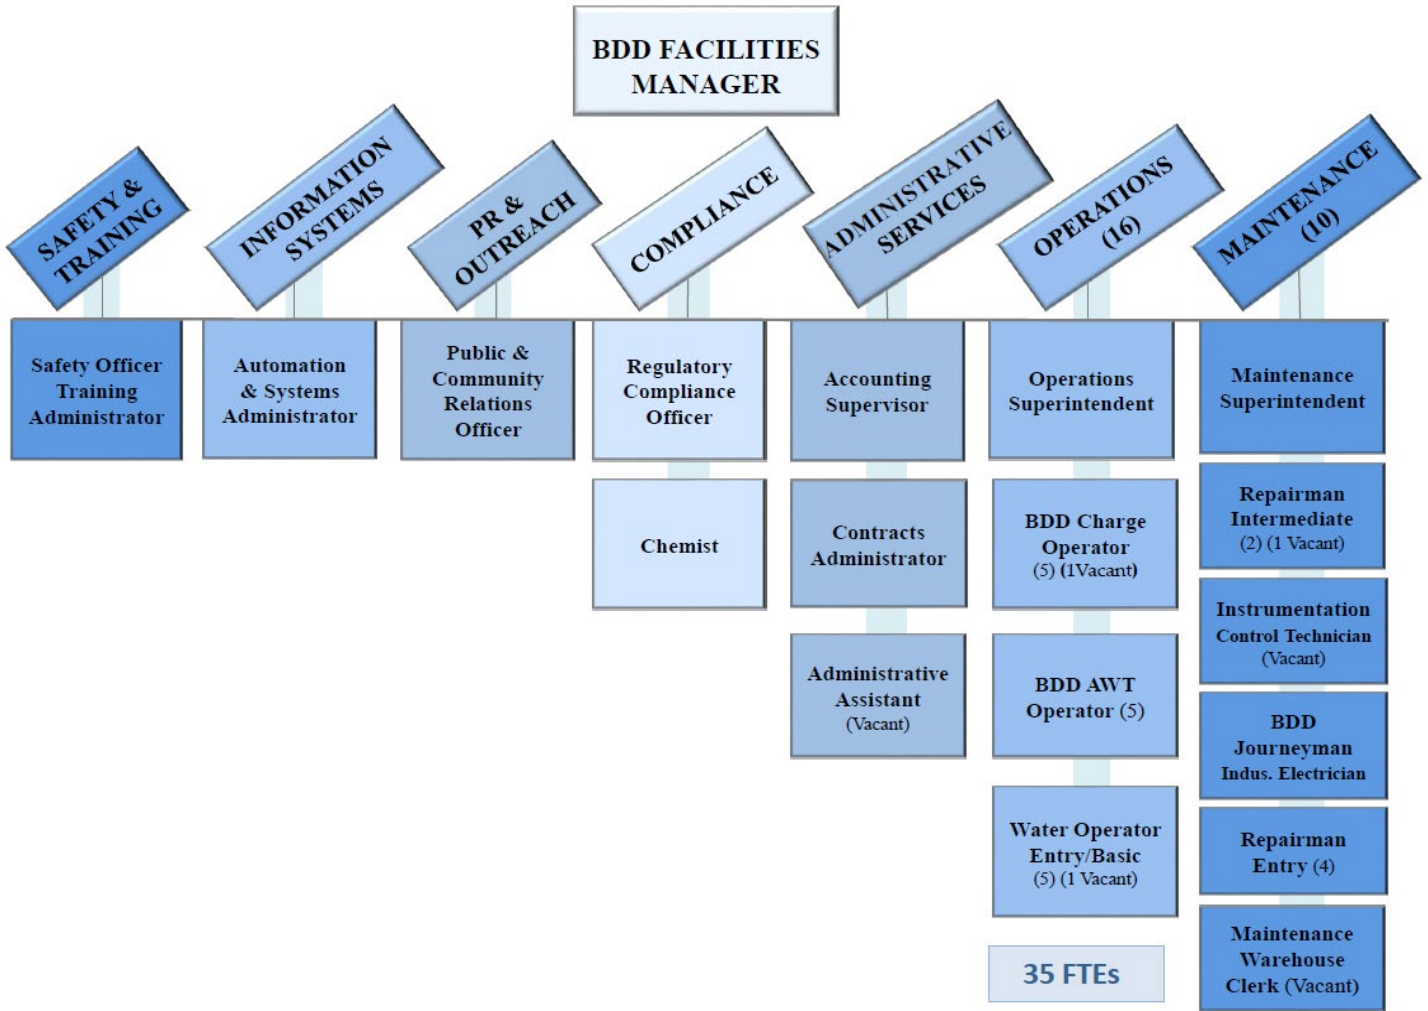 BDD FACILITIES
MANAGER
SAFETY &
TRAINING
INFORMATION
SYSTEMS
PR &
OUTREACH
COMPLIANCE
ADMINISTRATIVE
SERVICES
OPERATIONS
(16)
MAINTENANCE
(10)
Safety Officer
Training
Administrator
Automation
& Systems
Administrator
Public &
Community
Relations
Officer
Regulatory
Compliance
Officer
Chemist
Accounting
Supervisor
Contracts
Administrator
Administrative
Assistant
(Vacant)
Operations
Superintendent
BDD Charge
Operator
(5) (1Vacant)
BDD AWT
Operator (5)
Water Operator
Entry/Basic
(5) (1 Vacant)
35 FTEs
Maintenance
Superintendent
Repairman
Intermediate
(2) (1 Vacant)
Instrumentation
Control Technician
(Vacant)
BDD
Journeyman
Indus. Electrician
Repairman
Entry (4)
Maintenance
Warehouse
Clerk (Vacant)